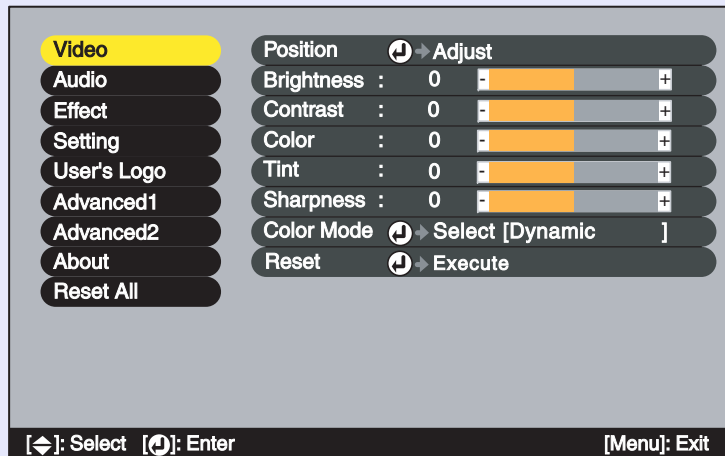 Video
Audio
Effect
Setting
User's Logo
Advanced1
Advanced2
About
Reset All
Position Adjust
Brightness : 0 - +
Contrast : 0 - +
Color : 0 - +
Tint : 0 - +
Sharpness : 0 - +
Color Mode Select [Dynamic ]
Reset Execute
[]: Select []: Enter [Menu]: Exit